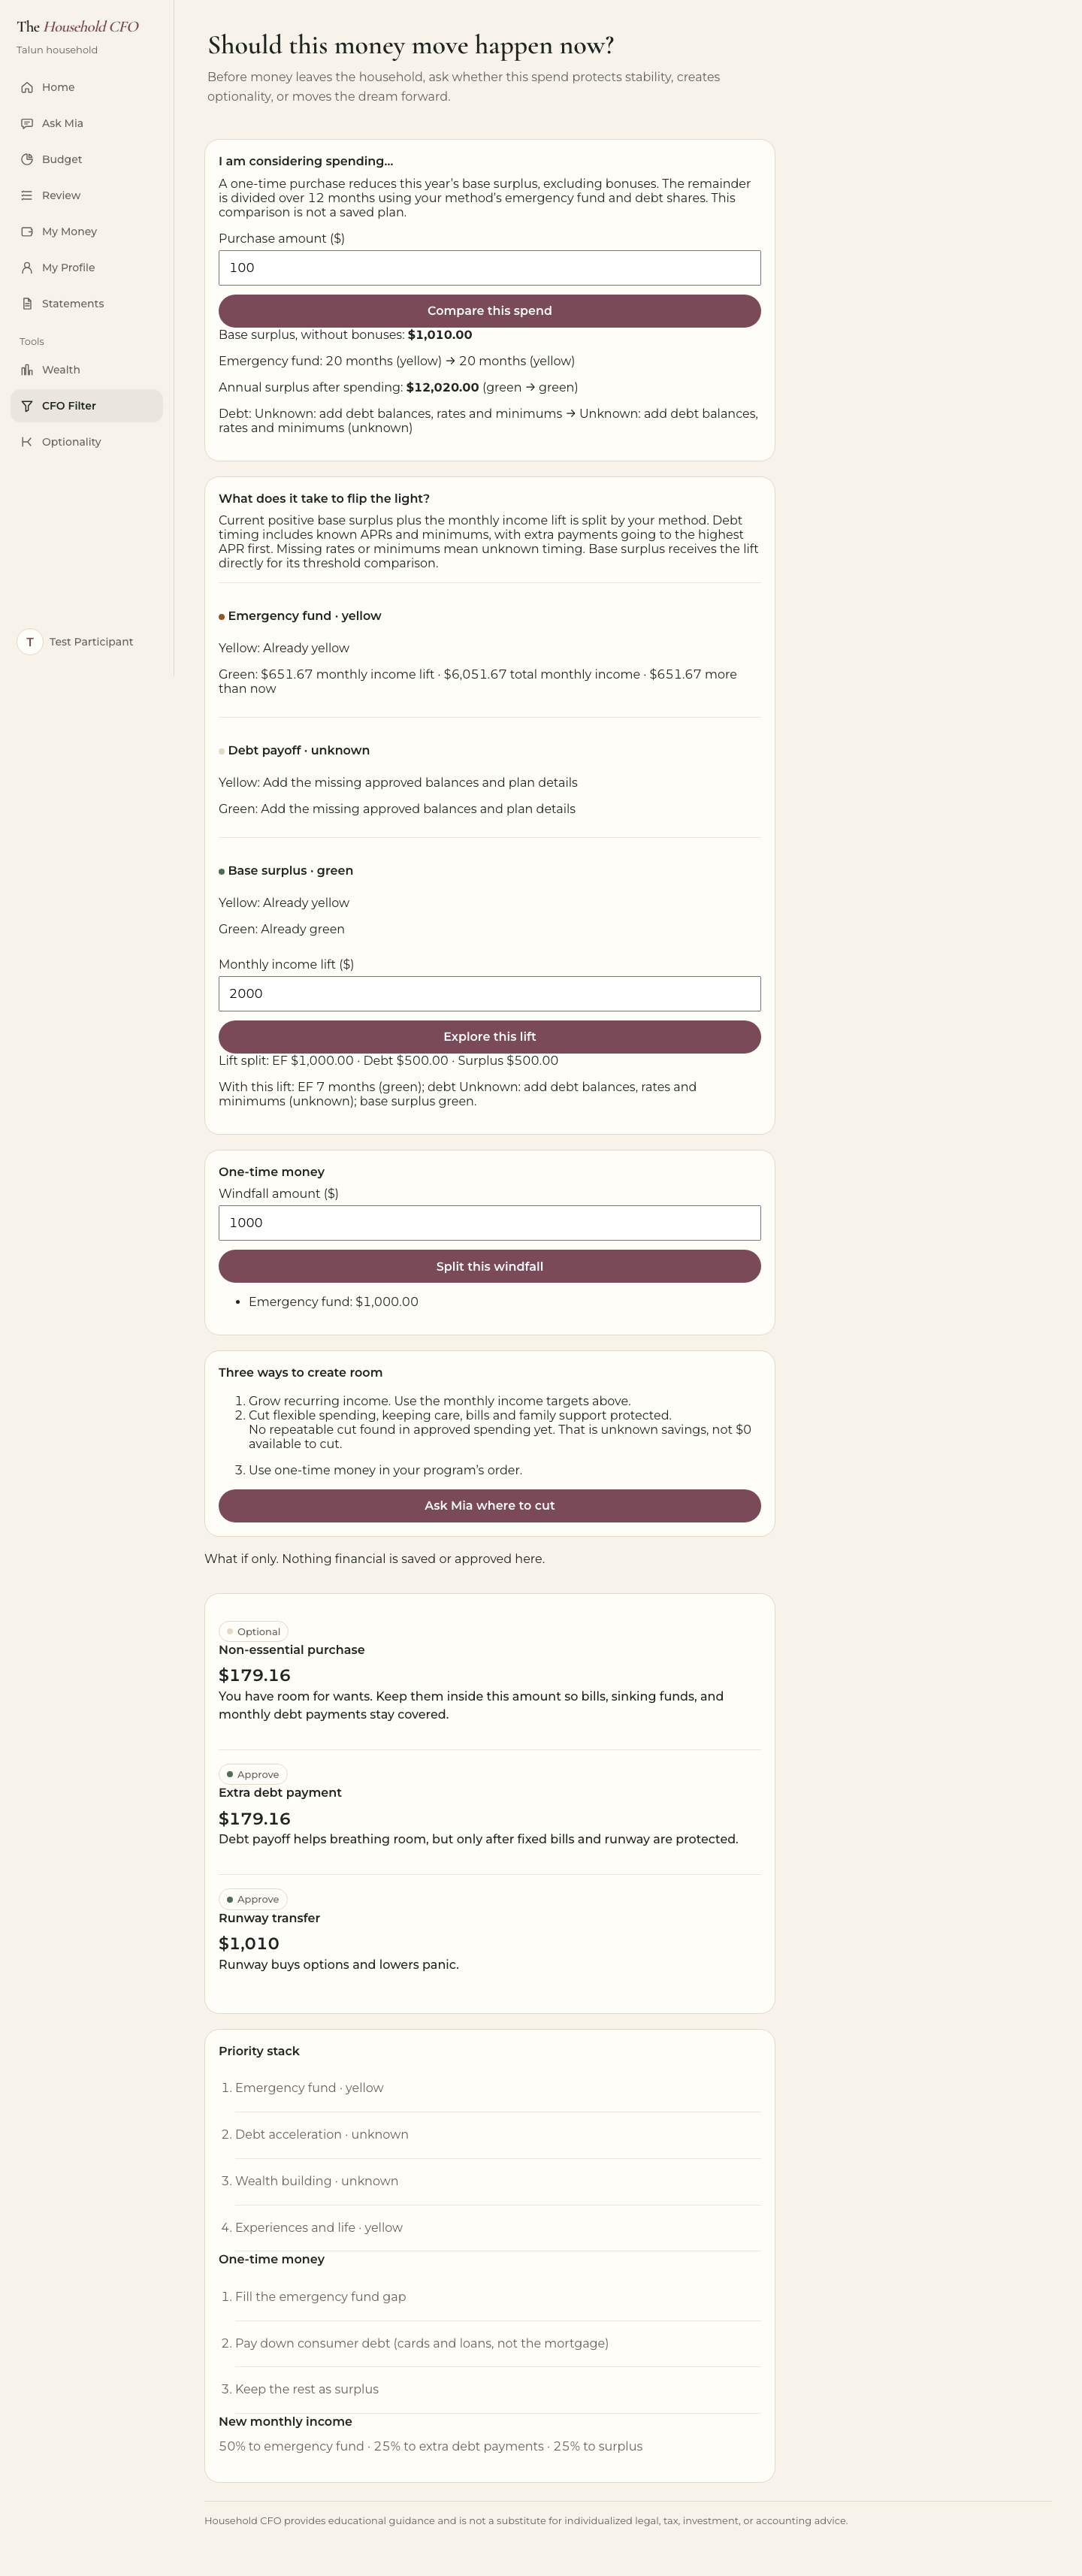 The Household CFO
Talun household
Home
Ask Mia
Budget
Review
My Money
My Profile
Statements
Tools
Wealth
CFO Filter
Optionality
T Test Participant
Should this money move happen now?
Before money leaves the household, ask whether this spend protects stability, creates
optionality, or moves the dream forward.
I am considering spending...
A one-time purchase reduces this year's base surplus, excluding bonuses. The remainder
is divided over 12 months using your method's emergency fund and debt shares. This
comparison is not a saved plan.
Purchase amount ($)
100
Compare this spend
Base surplus, without bonuses: $1,010.00
Emergency fund: 20 months (yellow) → 20 months (yellow)
Annual surplus after spending: $12,020.00 (green → green)
Debt: Unknown: add debt balances, rates and minimums → Unknown: add debt balances,
rates and minimums (unknown)
What does it take to flip the light?
Current positive base surplus plus the monthly income lift is split by your method. Debt
timing includes known APRs and minimums, with extra payments going to the highest
APR first. Missing rates or minimums mean unknown timing. Base surplus receives the lift
directly for its threshold comparison.
Emergency fund · yellow
Yellow: Already yellow
Green: $651.67 monthly income lift · $6,051.67 total monthly income · $651.67 more
than now
Debt payoff · unknown
Yellow: Add the missing approved balances and plan details
Green: Add the missing approved balances and plan details
Base surplus · green
Yellow: Already yellow
Green: Already green
Monthly income lift ($)
2000
Explore this lift
Lift split: EF $1,000.00 · Debt $500.00 · Surplus $500.00
With this lift: EF 7 months (green); debt Unknown: add debt balances, rates and
minimums (unknown); base surplus green.
One-time money
Windfall amount ($)
1000
Split this windfall
• Emergency fund: $1,000.00
Three ways to create room
1. Grow recurring income. Use the monthly income targets above.
2. Cut flexible spending, keeping care, bills and family support protected.
No repeatable cut found in approved spending yet. That is unknown savings, not $0
available to cut.
3. Use one-time money in your program's order.
Ask Mia where to cut
What if only. Nothing financial is saved or approved here.
Optional
Non-essential purchase
$179.16
You have room for wants. Keep them inside this amount so bills, sinking funds, and
monthly debt payments stay covered.
Approve
Extra debt payment
$179.16
Debt payoff helps breathing room, but only after fixed bills and runway are protected.
Approve
Runway transfer
$1,010
Runway buys options and lowers panic.
Priority stack
1. Emergency fund · yellow
2. Debt acceleration · unknown
3. Wealth building · unknown
4. Experiences and life · yellow
One-time money
1. Fill the emergency fund gap
2. Pay down consumer debt (cards and loans, not the mortgage)
3. Keep the rest as surplus
New monthly income
50% to emergency fund · 25% to extra debt payments · 25% to surplus
Household CFO provides educational guidance and is not a substitute for individualized legal, tax, investment, or accounting advice.